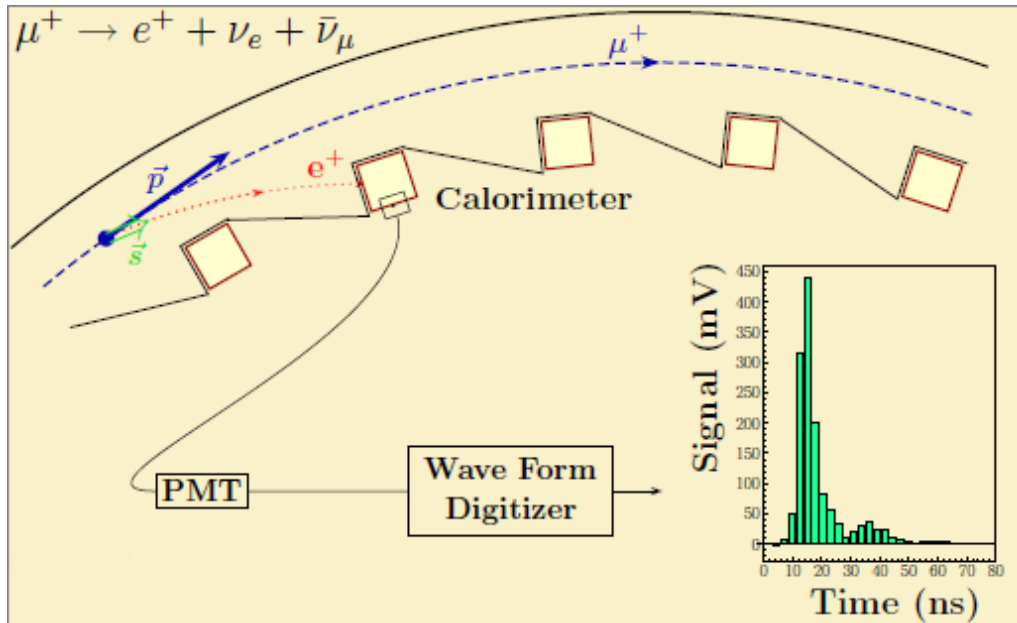 μ⁺ → e⁺ + ν_e + ν̄_μ
μ⁺
p⃗
e⁺
s⃗
Calorimeter
PMT
Wave Form
Digitizer
Signal (mV)
450
400
350
300
250
200
150
100
50
0
0 10 20 30 40 50 60 70 80
Time (ns)